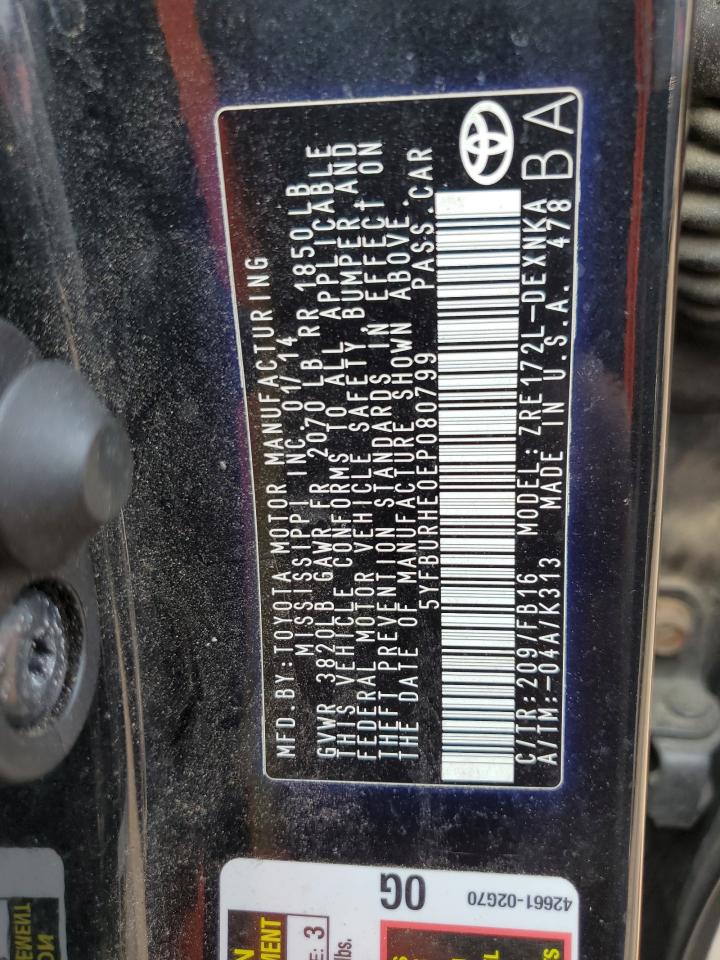 MFD.BY:TOYOTA MOTOR MANUFACTURING
MISSISSIPPI INC. 01/14
GVWR 3820LB GAWR FR 2070LB RR 1850LB
THIS VEHICLE CONFORMS TO ALL APPLICABLE
FEDERAL MOTOR VEHICLE SAFETY, BUMPER, AND
THEFT PREVENTION STANDARDS IN EFFECT ON
THE DATE OF MANUFACTURE SHOWN ABOVE.
5YFBURHE0EP080799 PASS.CAR
C/TR:209/FB16 MODEL:ZRE172L-DEXNKA
A/TM:-04A/K313 MADE IN U.S.A. 478
BA
0G
42661-02G70
3
lbs.